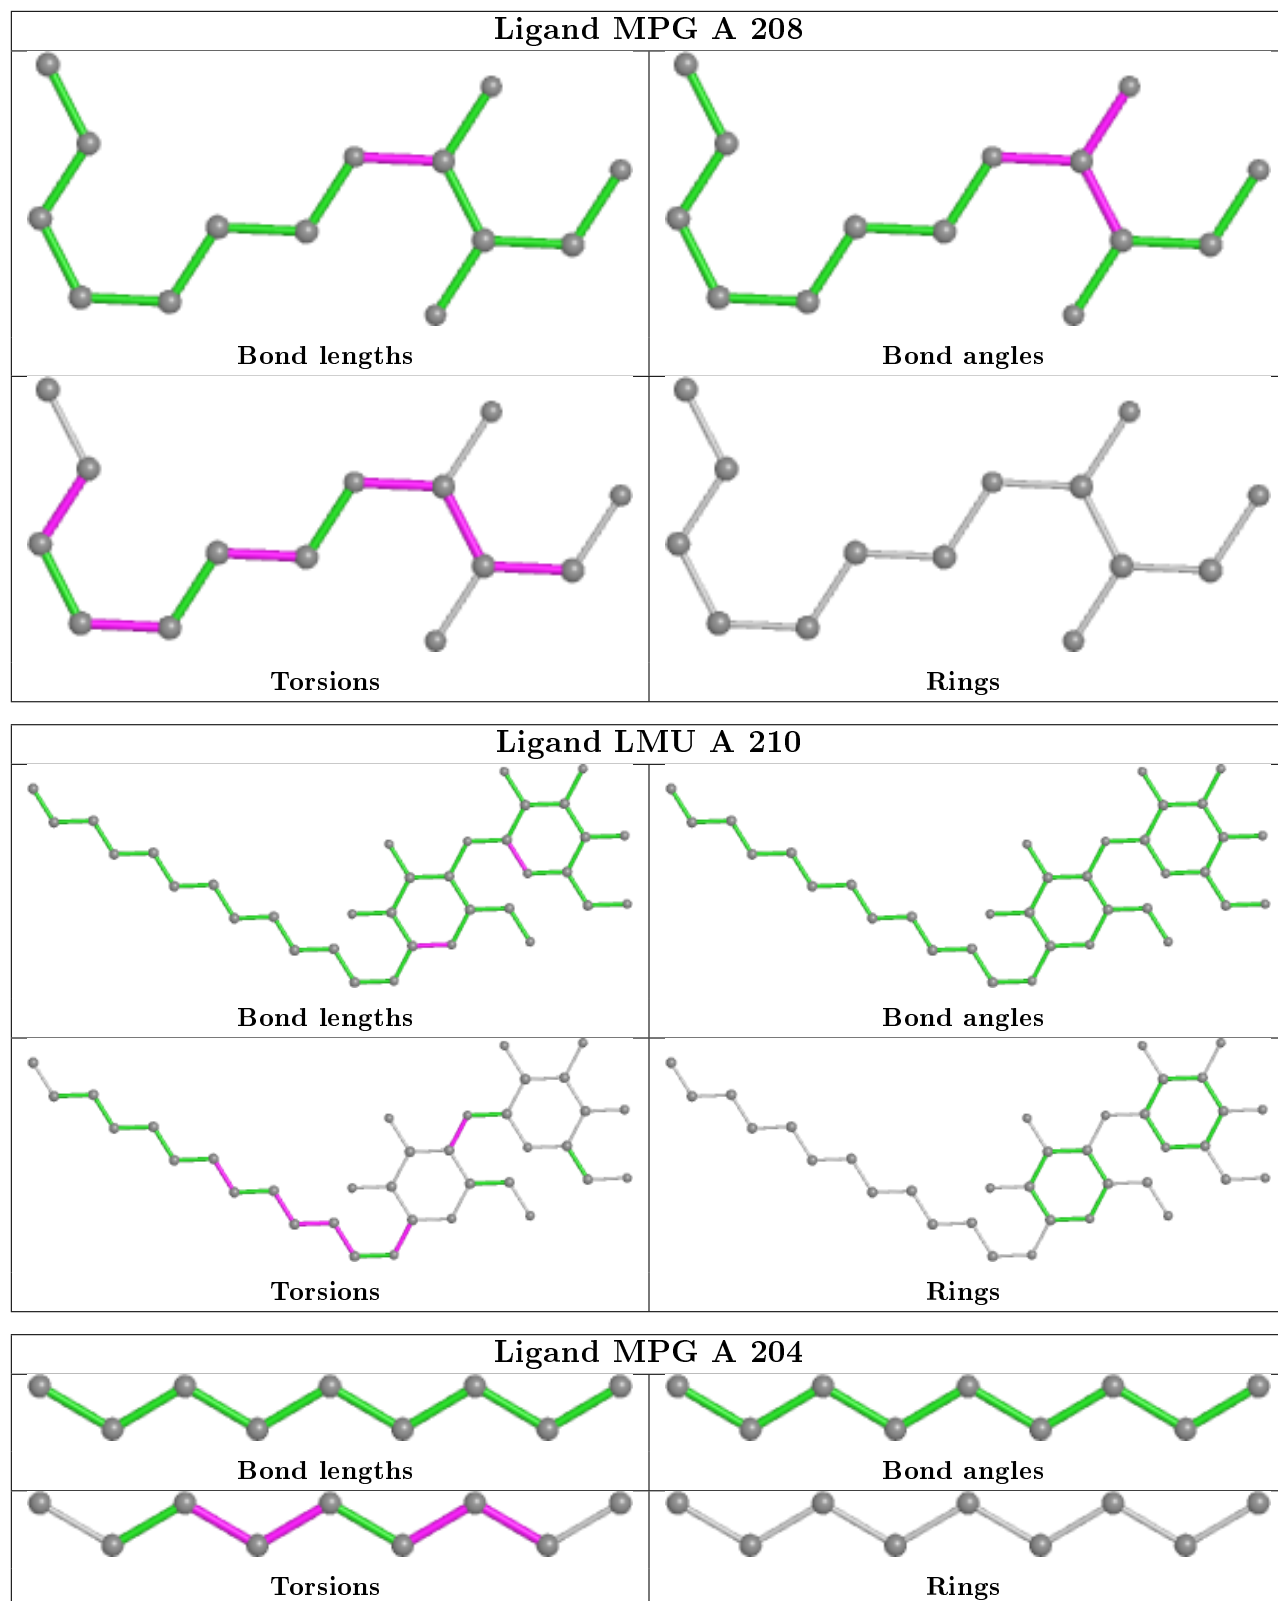 Ligand MPG A 208
Bond lengths
Bond angles
Torsions
Rings
Ligand LMU A 210
Bond lengths
Bond angles
Torsions
Rings
Ligand MPG A 204
Bond lengths
Bond angles
Torsions
Rings